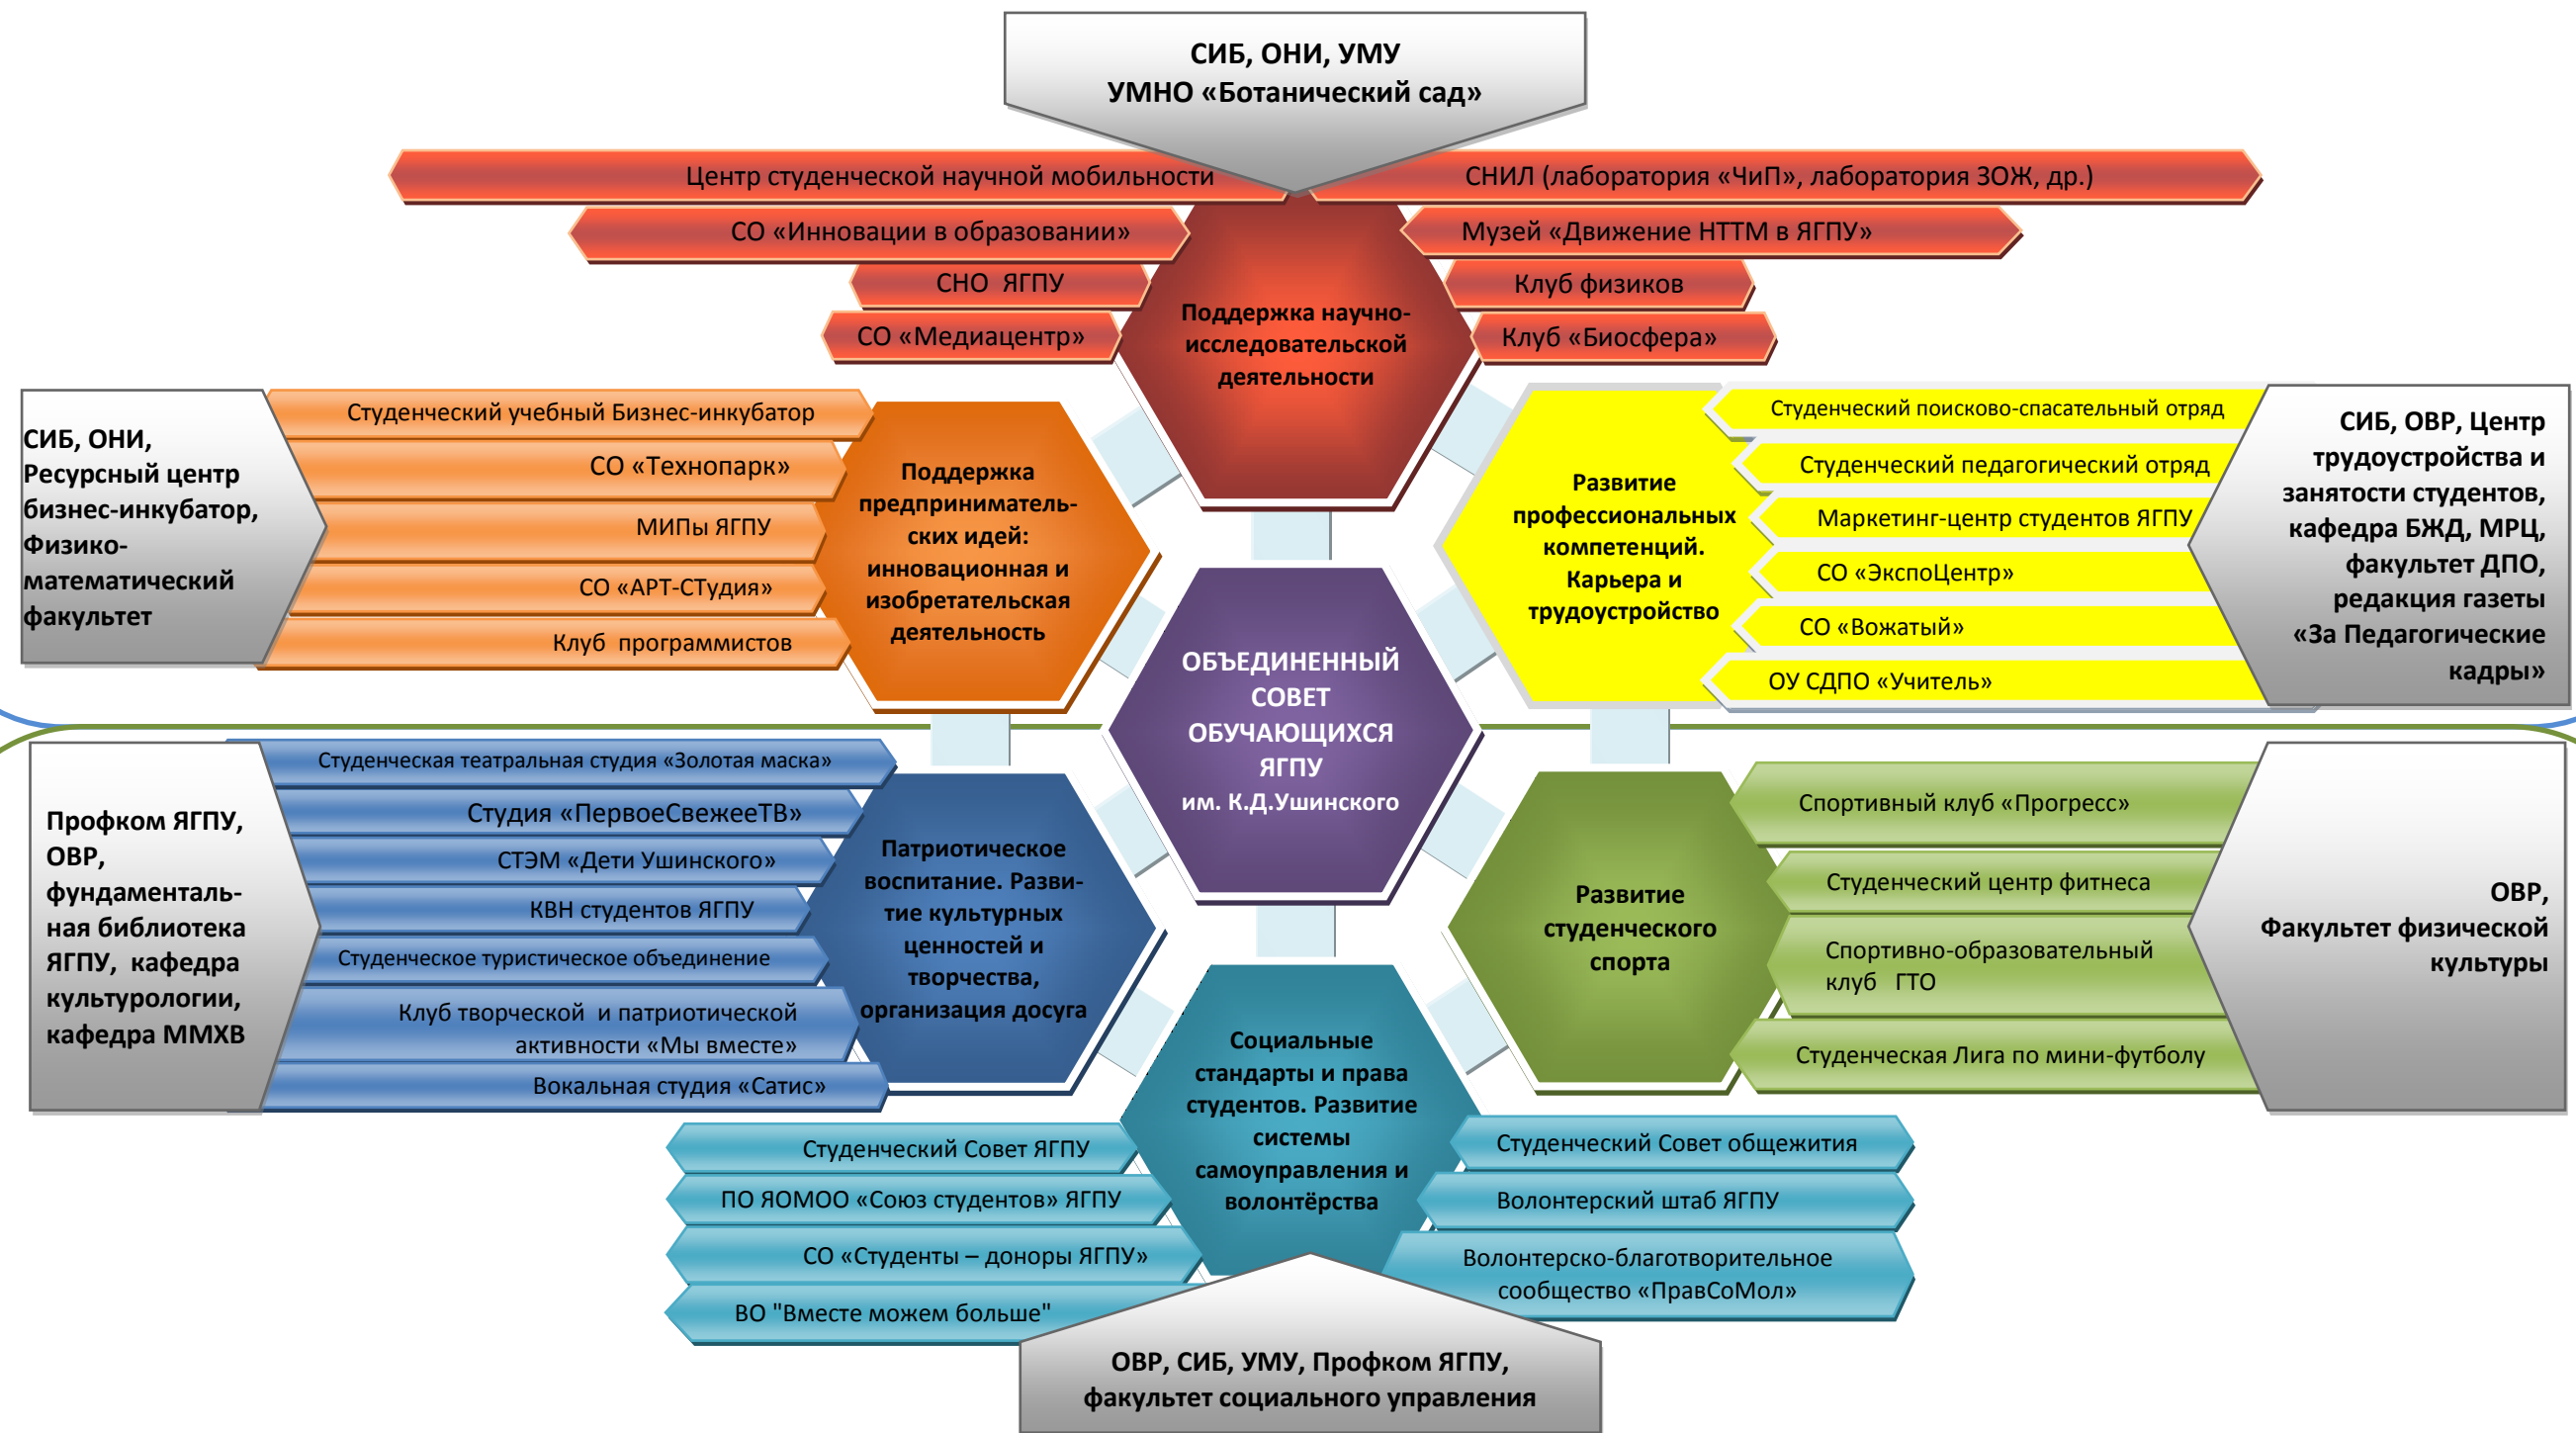 СИБ, ОНИ, УМУ
УМНО «Ботанический сад»
Центр студенческой научной мобильности
СО «Инновации в образовании»
СНО ЯГПУ
СО «Медиацентр»
СНИЛ (лаборатория «ЧиП», лаборатория ЗОЖ, др.)
Музей «Движение НТТМ в ЯГПУ»
Клуб физиков
Клуб «Биосфера»
Поддержка научно-
исследовательской
деятельности
СИБ, ОНИ,
Ресурсный центр
бизнес-инкубатор,
Физико-
математический
факультет
Студенческий учебный Бизнес-инкубатор
СО «Технопарк»
МИПы ЯГПУ
СО «АРТ-СТудия»
Клуб программистов
Поддержка
предприниматель-
ских идей:
инновационная и
изобретательская
деятельность
Развитие
профессиональных
компетенций.
Карьера и
трудоустройство
Студенческий поисково-спасательный отряд
Студенческий педагогический отряд
Маркетинг-центр студентов ЯГПУ
СО «ЭкспоЦентр»
СО «Вожатый»
ОУ СДПО «Учитель»
СИБ, ОВР, Центр
трудоустройства и
занятости студентов,
кафедра БЖД, МРЦ,
факультет ДПО,
редакция газеты
«За Педагогические
кадры»
ОБЪЕДИНЕННЫЙ
СОВЕТ
ОБУЧАЮЩИХСЯ
ЯГПУ
им. К.Д.Ушинского
Профком ЯГПУ,
ОВР,
фундаменталь-
ная библиотека
ЯГПУ, кафедра
культурологии,
кафедра ММХВ
Студенческая театральная студия «Золотая маска»
Студия «ПервоеСвежееТВ»
СТЭМ «Дети Ушинского»
КВН студентов ЯГПУ
Студенческое туристическое объединение
Клуб творческой и патриотической
активности «Мы вместе»
Вокальная студия «Сатис»
Патриотическое
воспитание. Разви-
тие культурных
ценностей и
творчества,
организация досуга
Развитие
студенческого
спорта
Спортивный клуб «Прогресс»
Студенческий центр фитнеса
Спортивно-образовательный
клуб ГТО
Студенческая Лига по мини-футболу
ОВР,
Факультет физической
культуры
Социальные
стандарты и права
студентов. Развитие
системы
самоуправления и
волонтёрства
Студенческий Совет ЯГПУ
ПО ЯОМОО «Союз студентов» ЯГПУ
СО «Студенты – доноры ЯГПУ»
ВО "Вместе можем больше"
Студенческий Совет общежития
Волонтерский штаб ЯГПУ
Волонтерско-благотворительное
сообщество «ПравСоМол»
ОВР, СИБ, УМУ, Профком ЯГПУ,
факультет социального управления